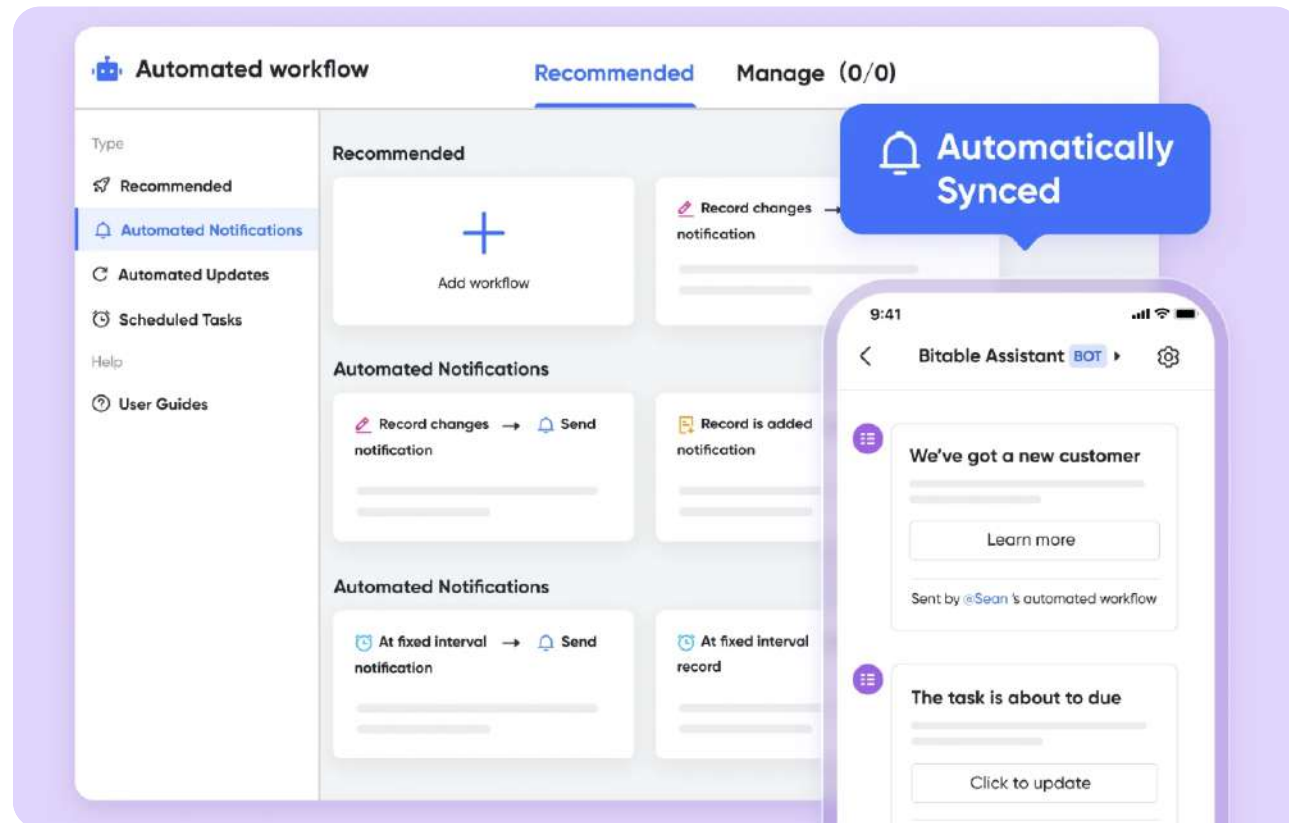 Automated workflow
Recommended
Manage (0/0)
Type
Recommended
Automated Notifications
Automated Updates
Scheduled Tasks
Help
User Guides
Recommended
Add workflow
Record changes →
notification
Automated Notifications
Record changes → Send
notification
Record is added
notification
Automated Notifications
At fixed interval → Send
notification
At fixed interval
record
Automatically
Synced
9:41
Bitable Assistant BOT
We've got a new customer
Learn more
Sent by @Sean 's automated workflow
The task is about to due
Click to update